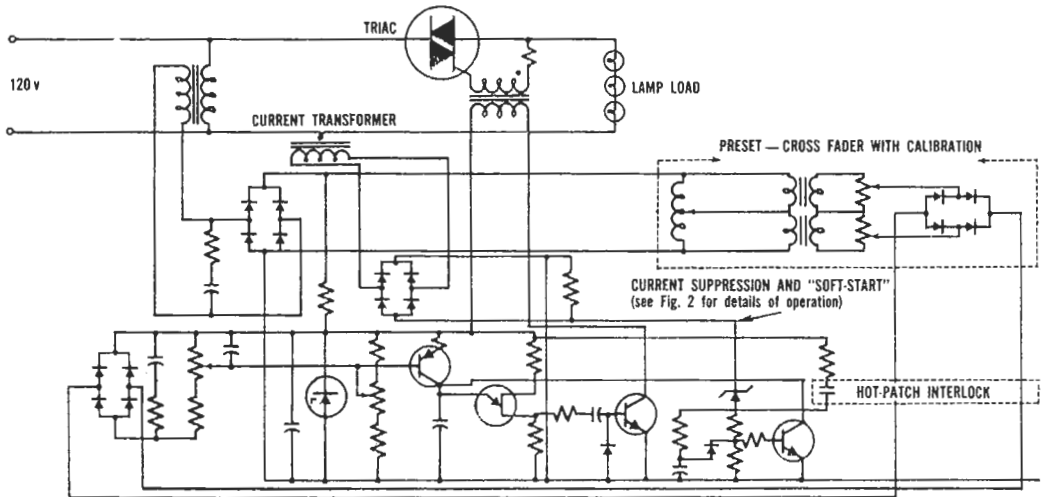 TRIAC
120 v
LAMP LOAD
CURRENT TRANSFORMER
PRESET — CROSS FADER WITH CALIBRATION
CURRENT SUPPRESSION AND "SOFT-START"
(see Fig. 2 for details of operation)
HOT-PATCH INTERLOCK